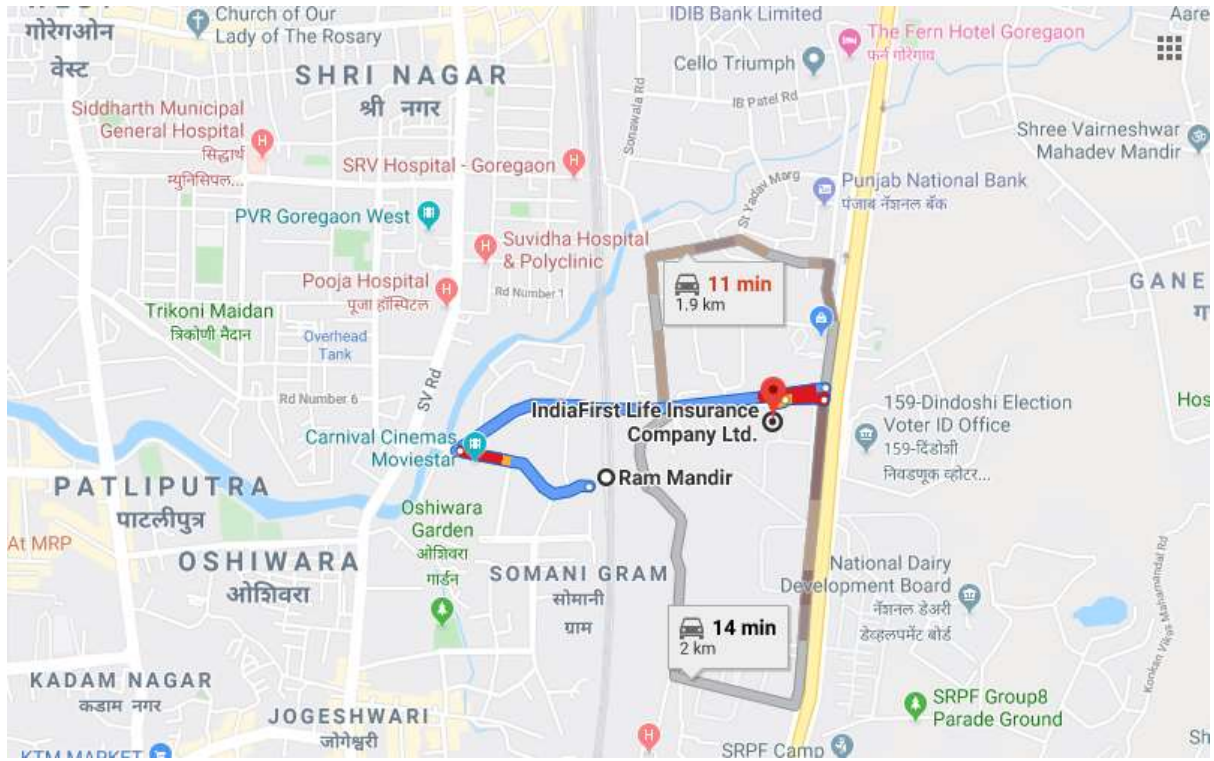 गोरेगओन
वेस्ट
Church of Our
Lady of The Rosary
IDIB Bank Limited
The Fern Hotel Goregaon
फर्न गोरेगाव
Aare
Cello Triumph
SHRI NAGAR
श्री नगर
IB Patel Rd
Sonawala Rd
Siddharth Municipal
General Hospital
सिद्धार्थ
म्युनिसिपल...
SRV Hospital - Goregaon
Shree Vairneshwar
Mahadev Mandir
St Yadav Marg
Punjab National Bank
पंजाब नॅशनल बँक
PVR Goregaon West
Suvidha Hospital
& Polyclinic
Pooja Hospital
पूजा हॉस्पिटल
Rd Number 1
11 min
1.9 km
GANE
Trikoni Maidan
त्रिकोणी मैदान
Overhead
Tank
SV Rd
Rd Number 6
IndiaFirst Life Insurance
Company Ltd.
159-Dindoshi Election
Voter ID Office
159-दिंडोशी
निवडणूक व्होटर...
Hos
Carnival Cinemas
Moviestar
Ram Mandir
PATLIPUTRA
पाटलीपुत्र
At MRP
Oshiwara
Garden
ओशिवरा
गार्डन
OSHIWARA
ओशिवरा
SOMANI GRAM
सोमानी
ग्राम
National Dairy
Development Board
नॅशनल डेअरी
डेव्हलपमेंट बोर्ड
14 min
2 km
KADAM NAGAR
कडाम नगर
JOGESHWARI
जोगेश्वरी
SRPF Group8
Parade Ground
SRPF Camp
Sh
KTM MARKET